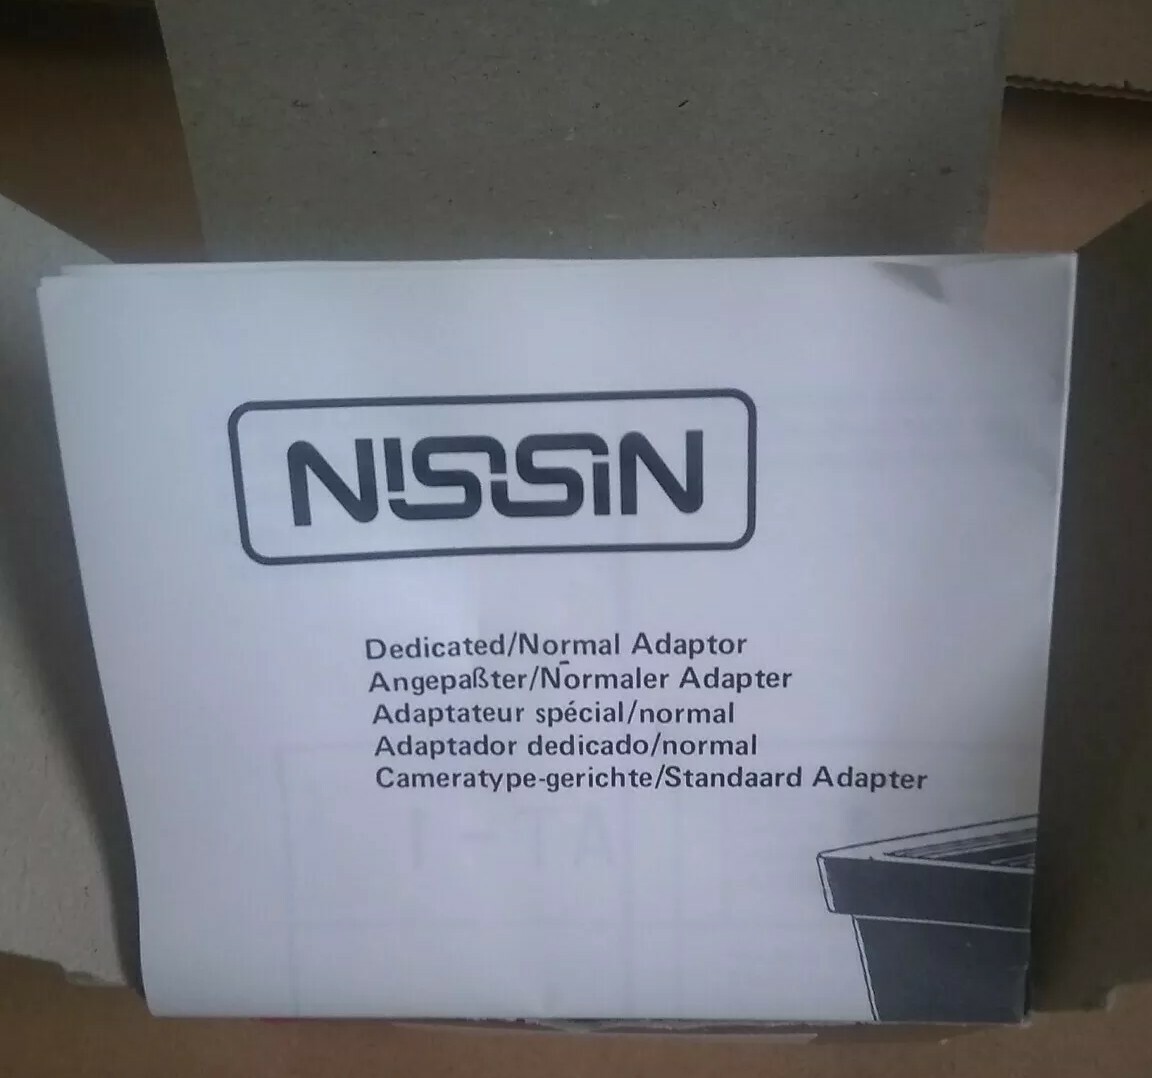 NISSIN
Dedicated/Normal Adaptor
Angepaßter/Normaler Adapter
Adaptateur spécial/normal
Adaptador dedicado/normal
Cameratype-gerichte/Standaard Adapter